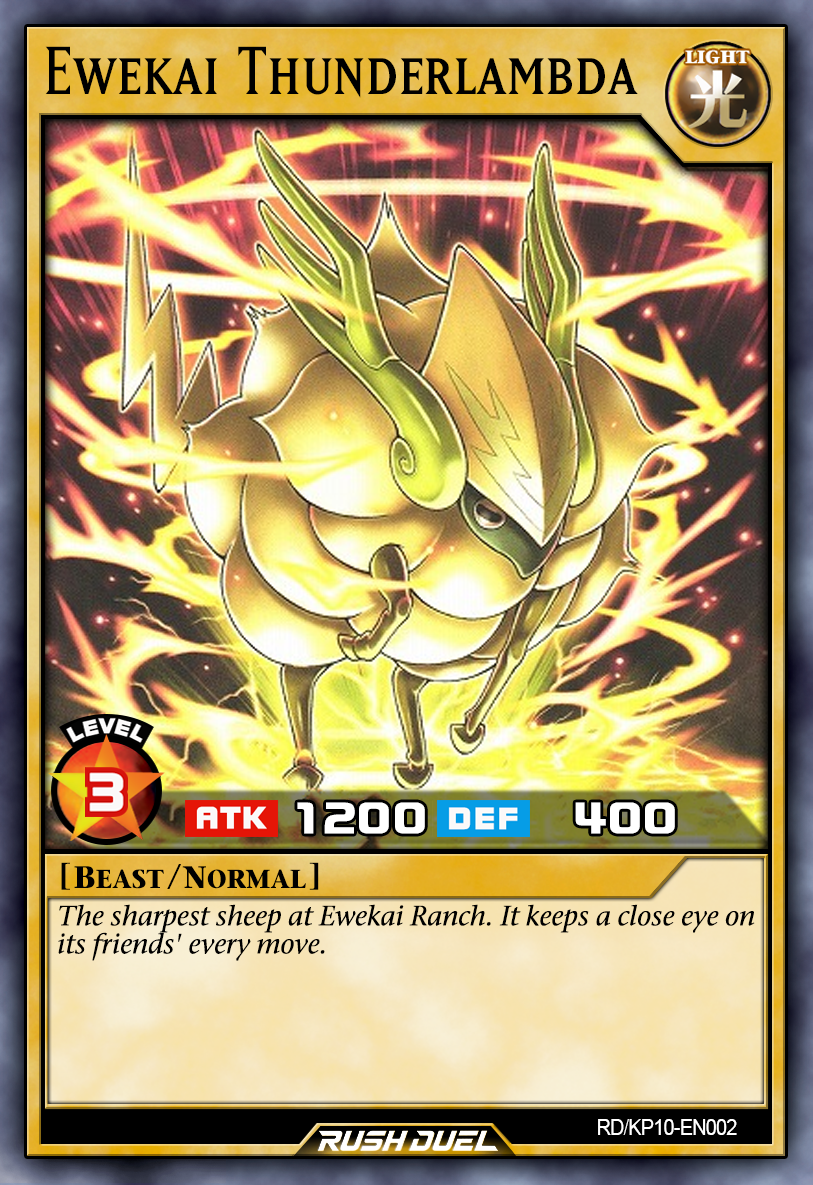 EWEKAI THUNDERLAMBDA
LIGHT
光
LEVEL
3
ATK 1200 DEF 400
[BEAST/NORMAL]
The sharpest sheep at Ewekai Ranch. It keeps a close eye on
its friends' every move.
RD/KP10-EN002
RUSH DUEL